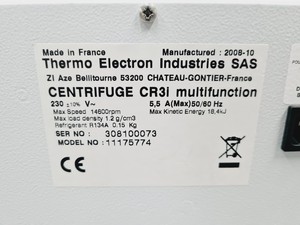 Made in France Manufactured : 2008-10
Thermo Electron Industries SAS
ZI Aze Bellitourne 53200 CHATEAU-GONTIER-France
CENTRIFUGE CR3I multifunction
230 ±10% V~ 5,5 A(Max)50/60 Hz
Max Speed 14600rpm Max Kinetic Energy 18,4kJ
Max load density 1.2 g/cm3
Refrigerant R134A 0.15 Kg
SER NO : 308100073
MODEL NO : 11175774
CE